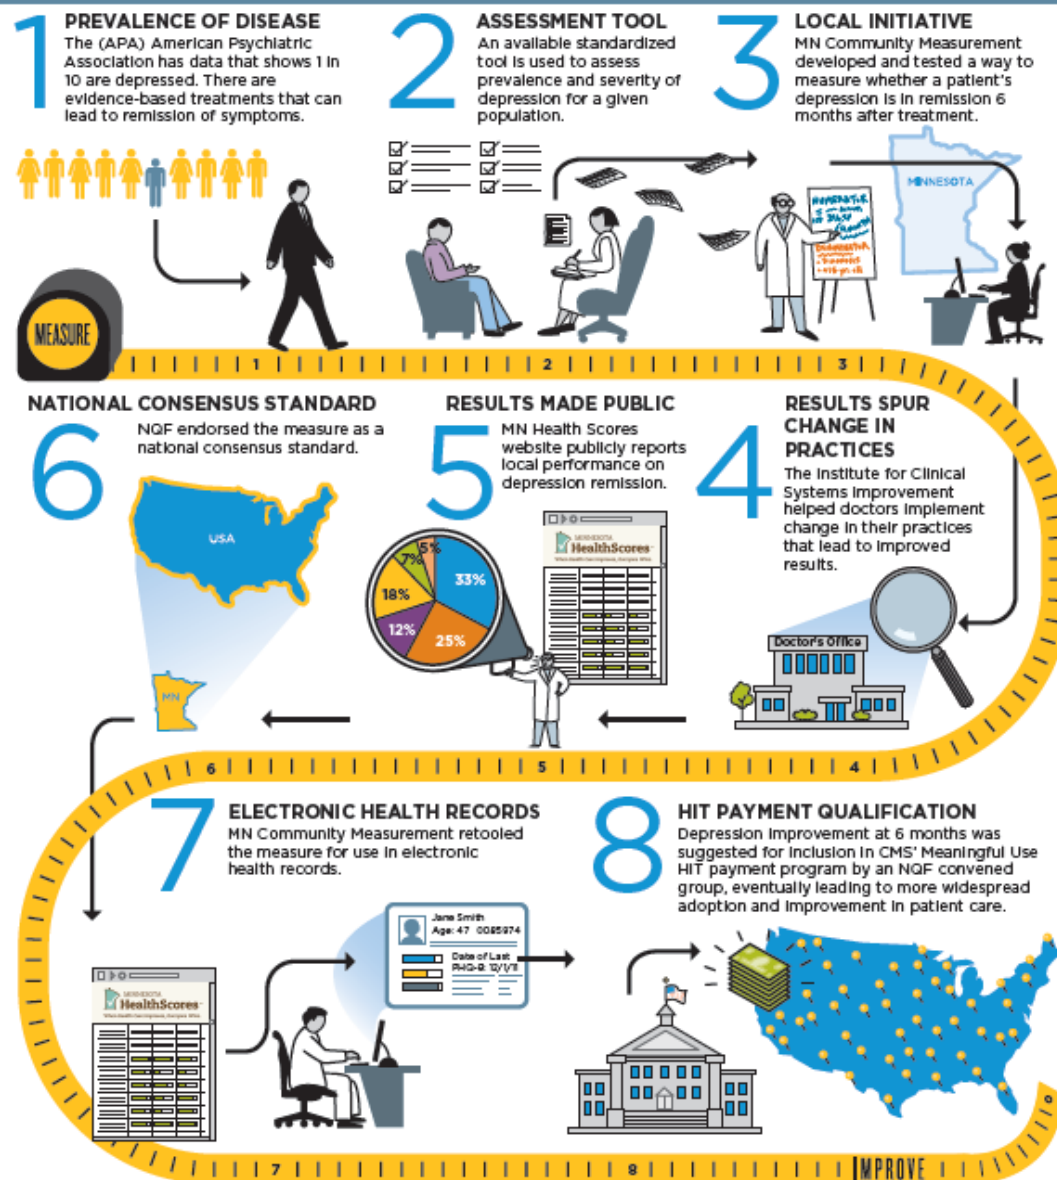 PREVALENCE OF DISEASE
1
The (APA) American Psychiatric
Association has data that shows 1 in
10 are depressed. There are
evidence-based treatments that can
lead to remission of symptoms.
ASSESSMENT TOOL
2
An available standardized
tool is used to assess
prevalence and severity of
depression for a given
population.
LOCAL INITIATIVE
3
MN Community Measurement
developed and tested a way to
measure whether a patient's
depression is in remission 6
months after treatment.
MINNESOTA
MEASURE
1
2
3
RESULTS SPUR
CHANGE IN
PRACTICES
4
The Institute for Clinical
Systems Improvement
helped doctors implement
change in their practices
that lead to improved
results.
Doctor's Office
RESULTS MADE PUBLIC
5
MN Health Scores
website publicly reports
local performance on
depression remission.
MINNESOTA
HealthScores
5%
7%
33%
18%
12%
25%
NATIONAL CONSENSUS STANDARD
6
NQF endorsed the measure as a
national consensus standard.
USA
MN
6
5
4
7
ELECTRONIC HEALTH RECORDS
MN Community Measurement retooled
the measure for use in electronic
health records.
Jane Smith
Age: 47 0085974
Date of Last
PHQ-9: 12/1/11
MINNESOTA
HealthScores
8
HIT PAYMENT QUALIFICATION
Depression improvement at 6 months was
suggested for inclusion in CMS' Meaningful Use
HIT payment program by an NQF convened
group, eventually leading to more widespread
adoption and improvement in patient care.
7
8
IMPROVE